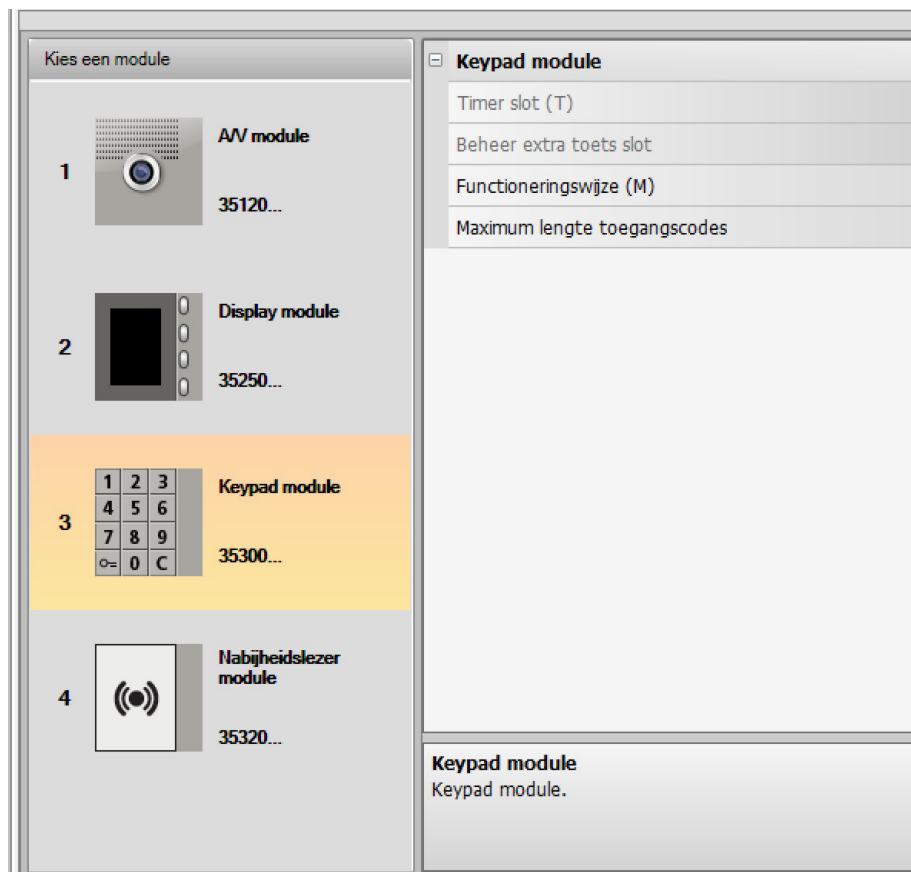 Kies een module
1
A/V module
35120...
2
Display module
35250...
3
1 2 3
4 5 6
7 8 9
0 C
Keypad module
35300...
4
Nabijheidslezer
module
35320...
Keypad module
Timer slot (T)
Beheer extra toets slot
Functioneringswijze (M)
Maximum lengte toegangscodes
Keypad module
Keypad module.